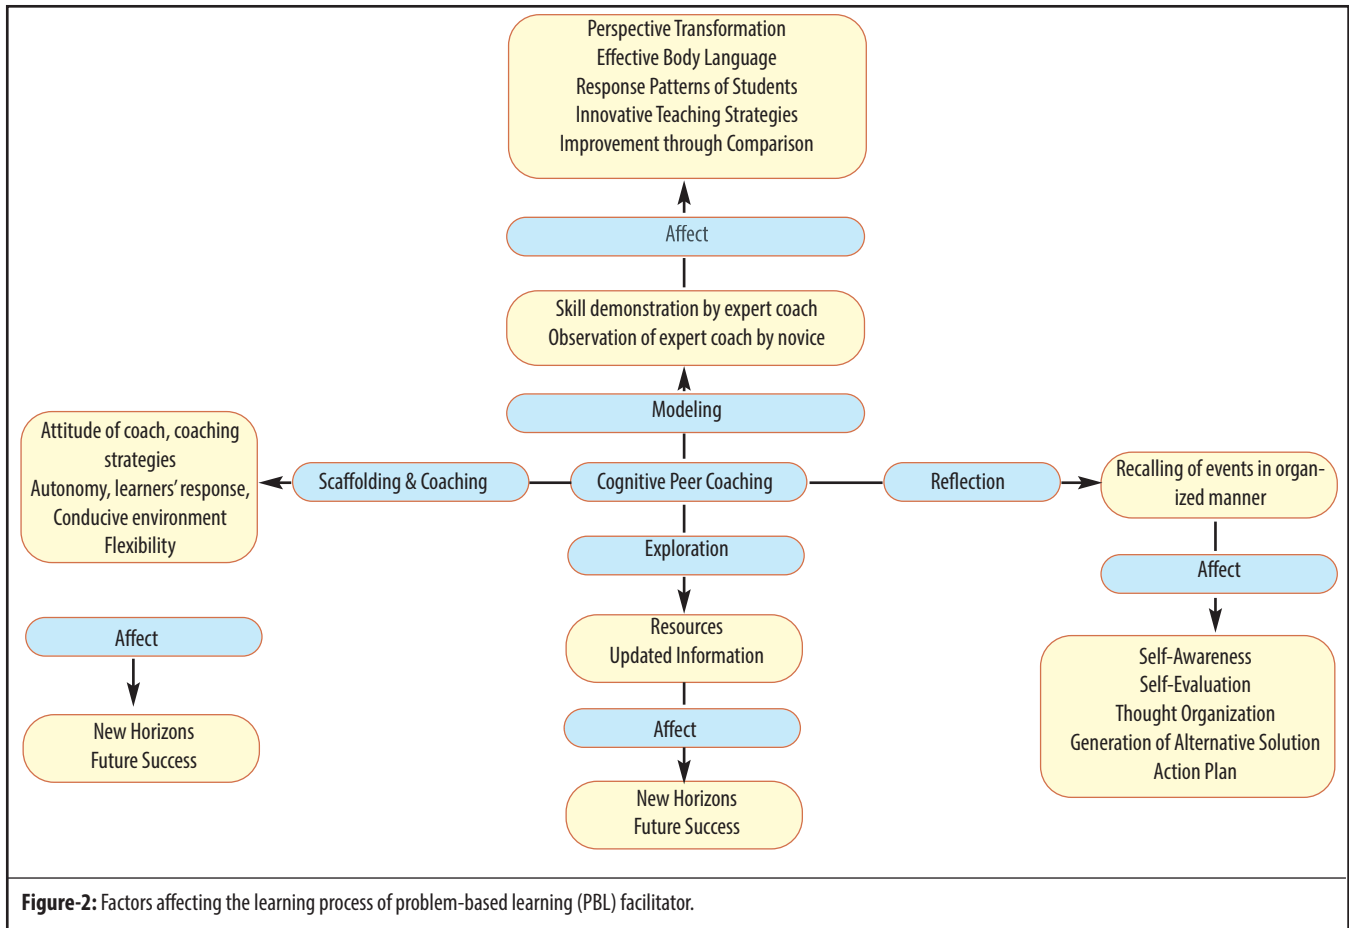 Perspective Transformation
Effective Body Language
Response Patterns of Students
Innovative Teaching Strategies
Improvement through Comparison
Affect
Skill demonstration by expert coach
Observation of expert coach by novice
Modeling
Attitude of coach, coaching
strategies
Autonomy, learners' response,
Conducive environment
Flexibility
Scaffolding & Coaching
Cognitive Peer Coaching
Reflection
Recalling of events in organ-
ized manner
Exploration
Affect
Resources
Updated Information
Affect
Self-Awareness
Self-Evaluation
Thought Organization
Generation of Alternative Solution
Action Plan
New Horizons
Future Success
Affect
New Horizons
Future Success
Figure-2: Factors affecting the learning process of problem-based learning (PBL) facilitator.